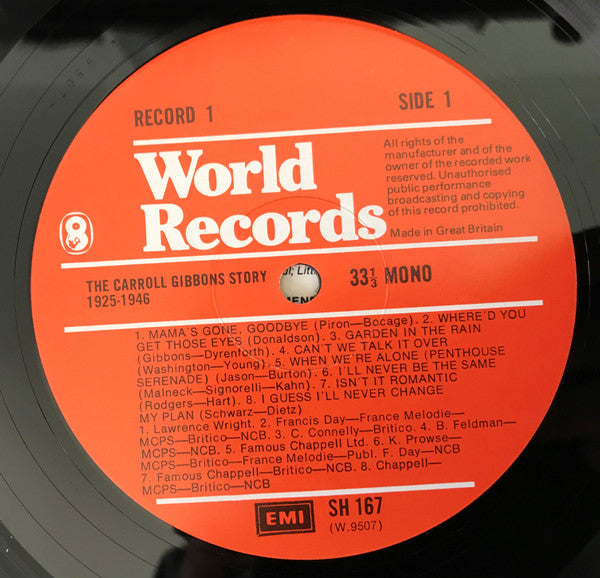 RECORD 1 SIDE 1
World
Records
All rights of the
manufacturer and of the
owner of the recorded work
reserved. Unauthorised
public performance
broadcasting and copying
of this record prohibited.
Made in Great Britain
8
THE CARROLL GIBBONS STORY
1925-1946
33⅓ MONO
1. MAMA'S GONE, GOODBYE (Piron—Bocage) 2. WHERE'D YOU
GET THOSE EYES (Donaldson) 3. GARDEN IN THE RAIN
(Gibbons—Dyrenforth) 4. CAN'T WE TALK IT OVER
(Washington—Young) 5. WHEN WE'RE ALONE (PENTHOUSE
SERENADE) (Jason—Burton) 6. I'LL NEVER BE THE SAME
(Malneck—Signorelli—Kahn) 7. ISN'T IT ROMANTIC
(Rodgers—Hart) 8. I GUESS I'LL NEVER CHANGE
MY PLAN (Schwarz—Dietz)
1. Lawrence Wright. 2. Francis Day—France Melodie—
MCPS—Britico—NCB. 3. C. Connelly—Britico. 4. B. Feldman—
MCPS—NCB. 5. Famous Chappell Ltd. 6. K. Prowse—
MCPS—Britico—France Melodie—Publ. F. Day—NCB
7. Famous Chappell—Britico—NCB. 8. Chappell—
MCPS—Britico—NCB
EMI SH 167
(W.9507)